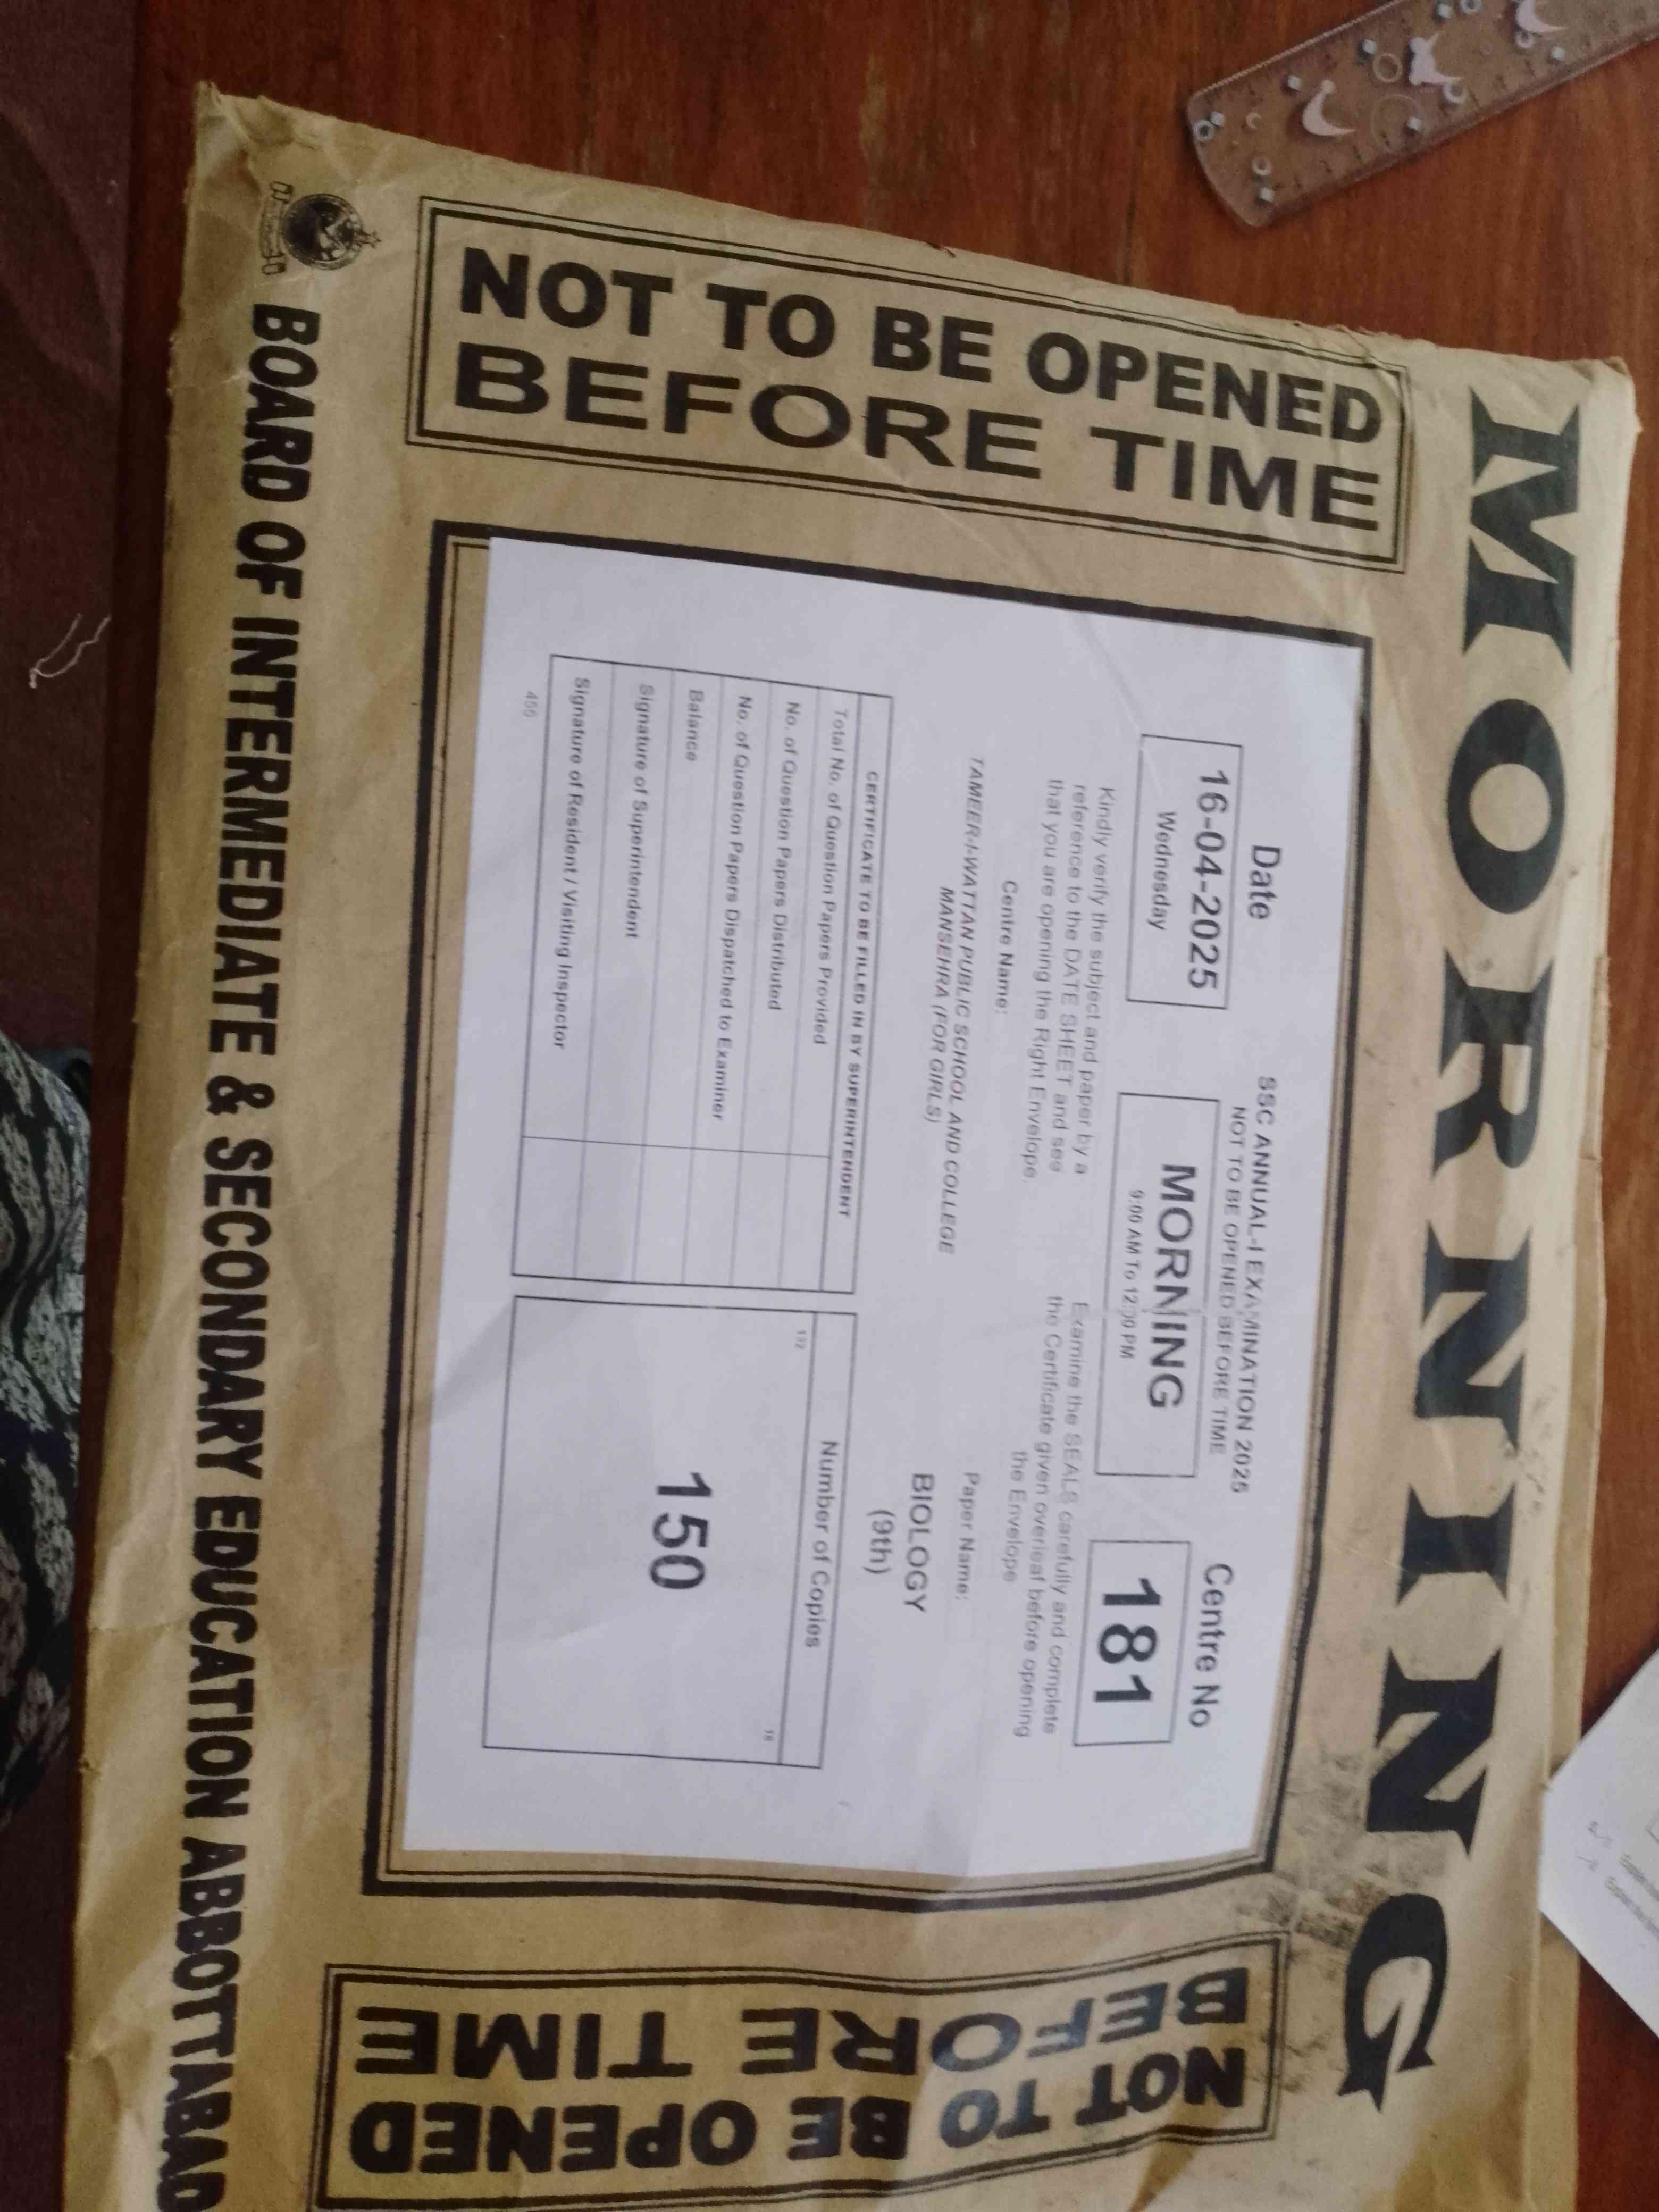 MORNING
NOT TO BE OPENED
BEFORE TIME
Date
16-04-2025
Wednesday
SSC ANNUAL-I EXAMINATION 2025
NOT TO BE OPENED BEFORE TIME
MORNING
9:00 AM To 12:00 PM
Centre No
181
Kindly verify the subject and paper by a
reference to the DATE SHEET and see
that you are opening the Right Envelope.
Examine the SEALS carefully and complete
the Certificate given overleaf before opening
the Envelope
Centre Name:
TAMEER-I-WATTAN PUBLIC SCHOOL AND COLLEGE
MANSEHRA (FOR GIRLS)
Paper Name:
BIOLOGY
(9th)
CERTIFICATE TO BE FILLED IN BY SUPERINTENDENT
Total No. of Question Papers Provided
No. of Question Papers Distributed
No. of Question Papers Dispatched to Examiner
Balance
Signature of Superintendent
Signature of Resident / Visiting Inspector
455
Number of Copies
192
18
150
NOT TO BE OPENED
BEFORE TIME
BOARD OF INTERMEDIATE & SECONDARY EDUCATION ABBOTTABAD